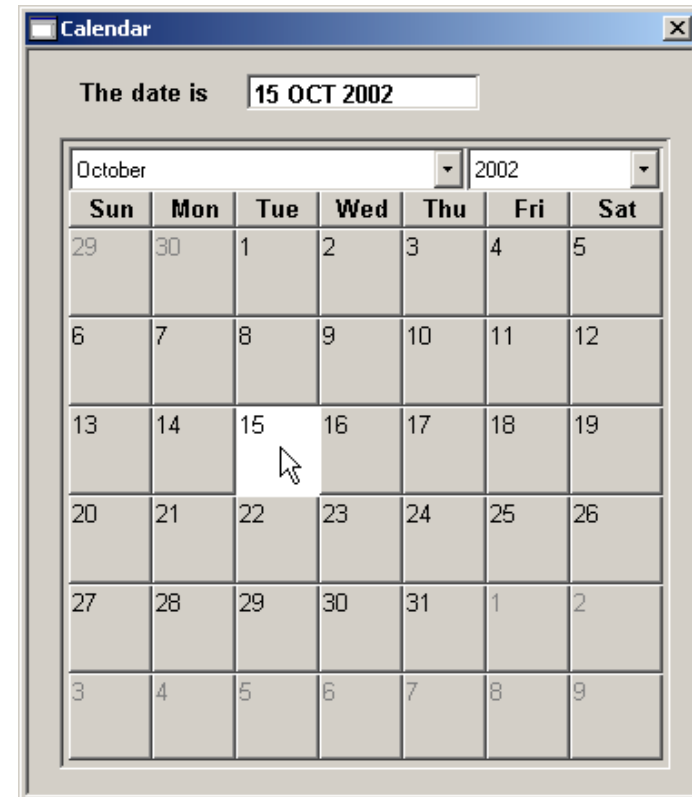 Calendar
The date is 15 OCT 2002
October 2002
Sun Mon Tue Wed Thu Fri Sat
29 30 1 2 3 4 5
6 7 8 9 10 11 12
13 14 15 16 17 18 19
20 21 22 23 24 25 26
27 28 29 30 31 1 2
3 4 5 6 7 8 9